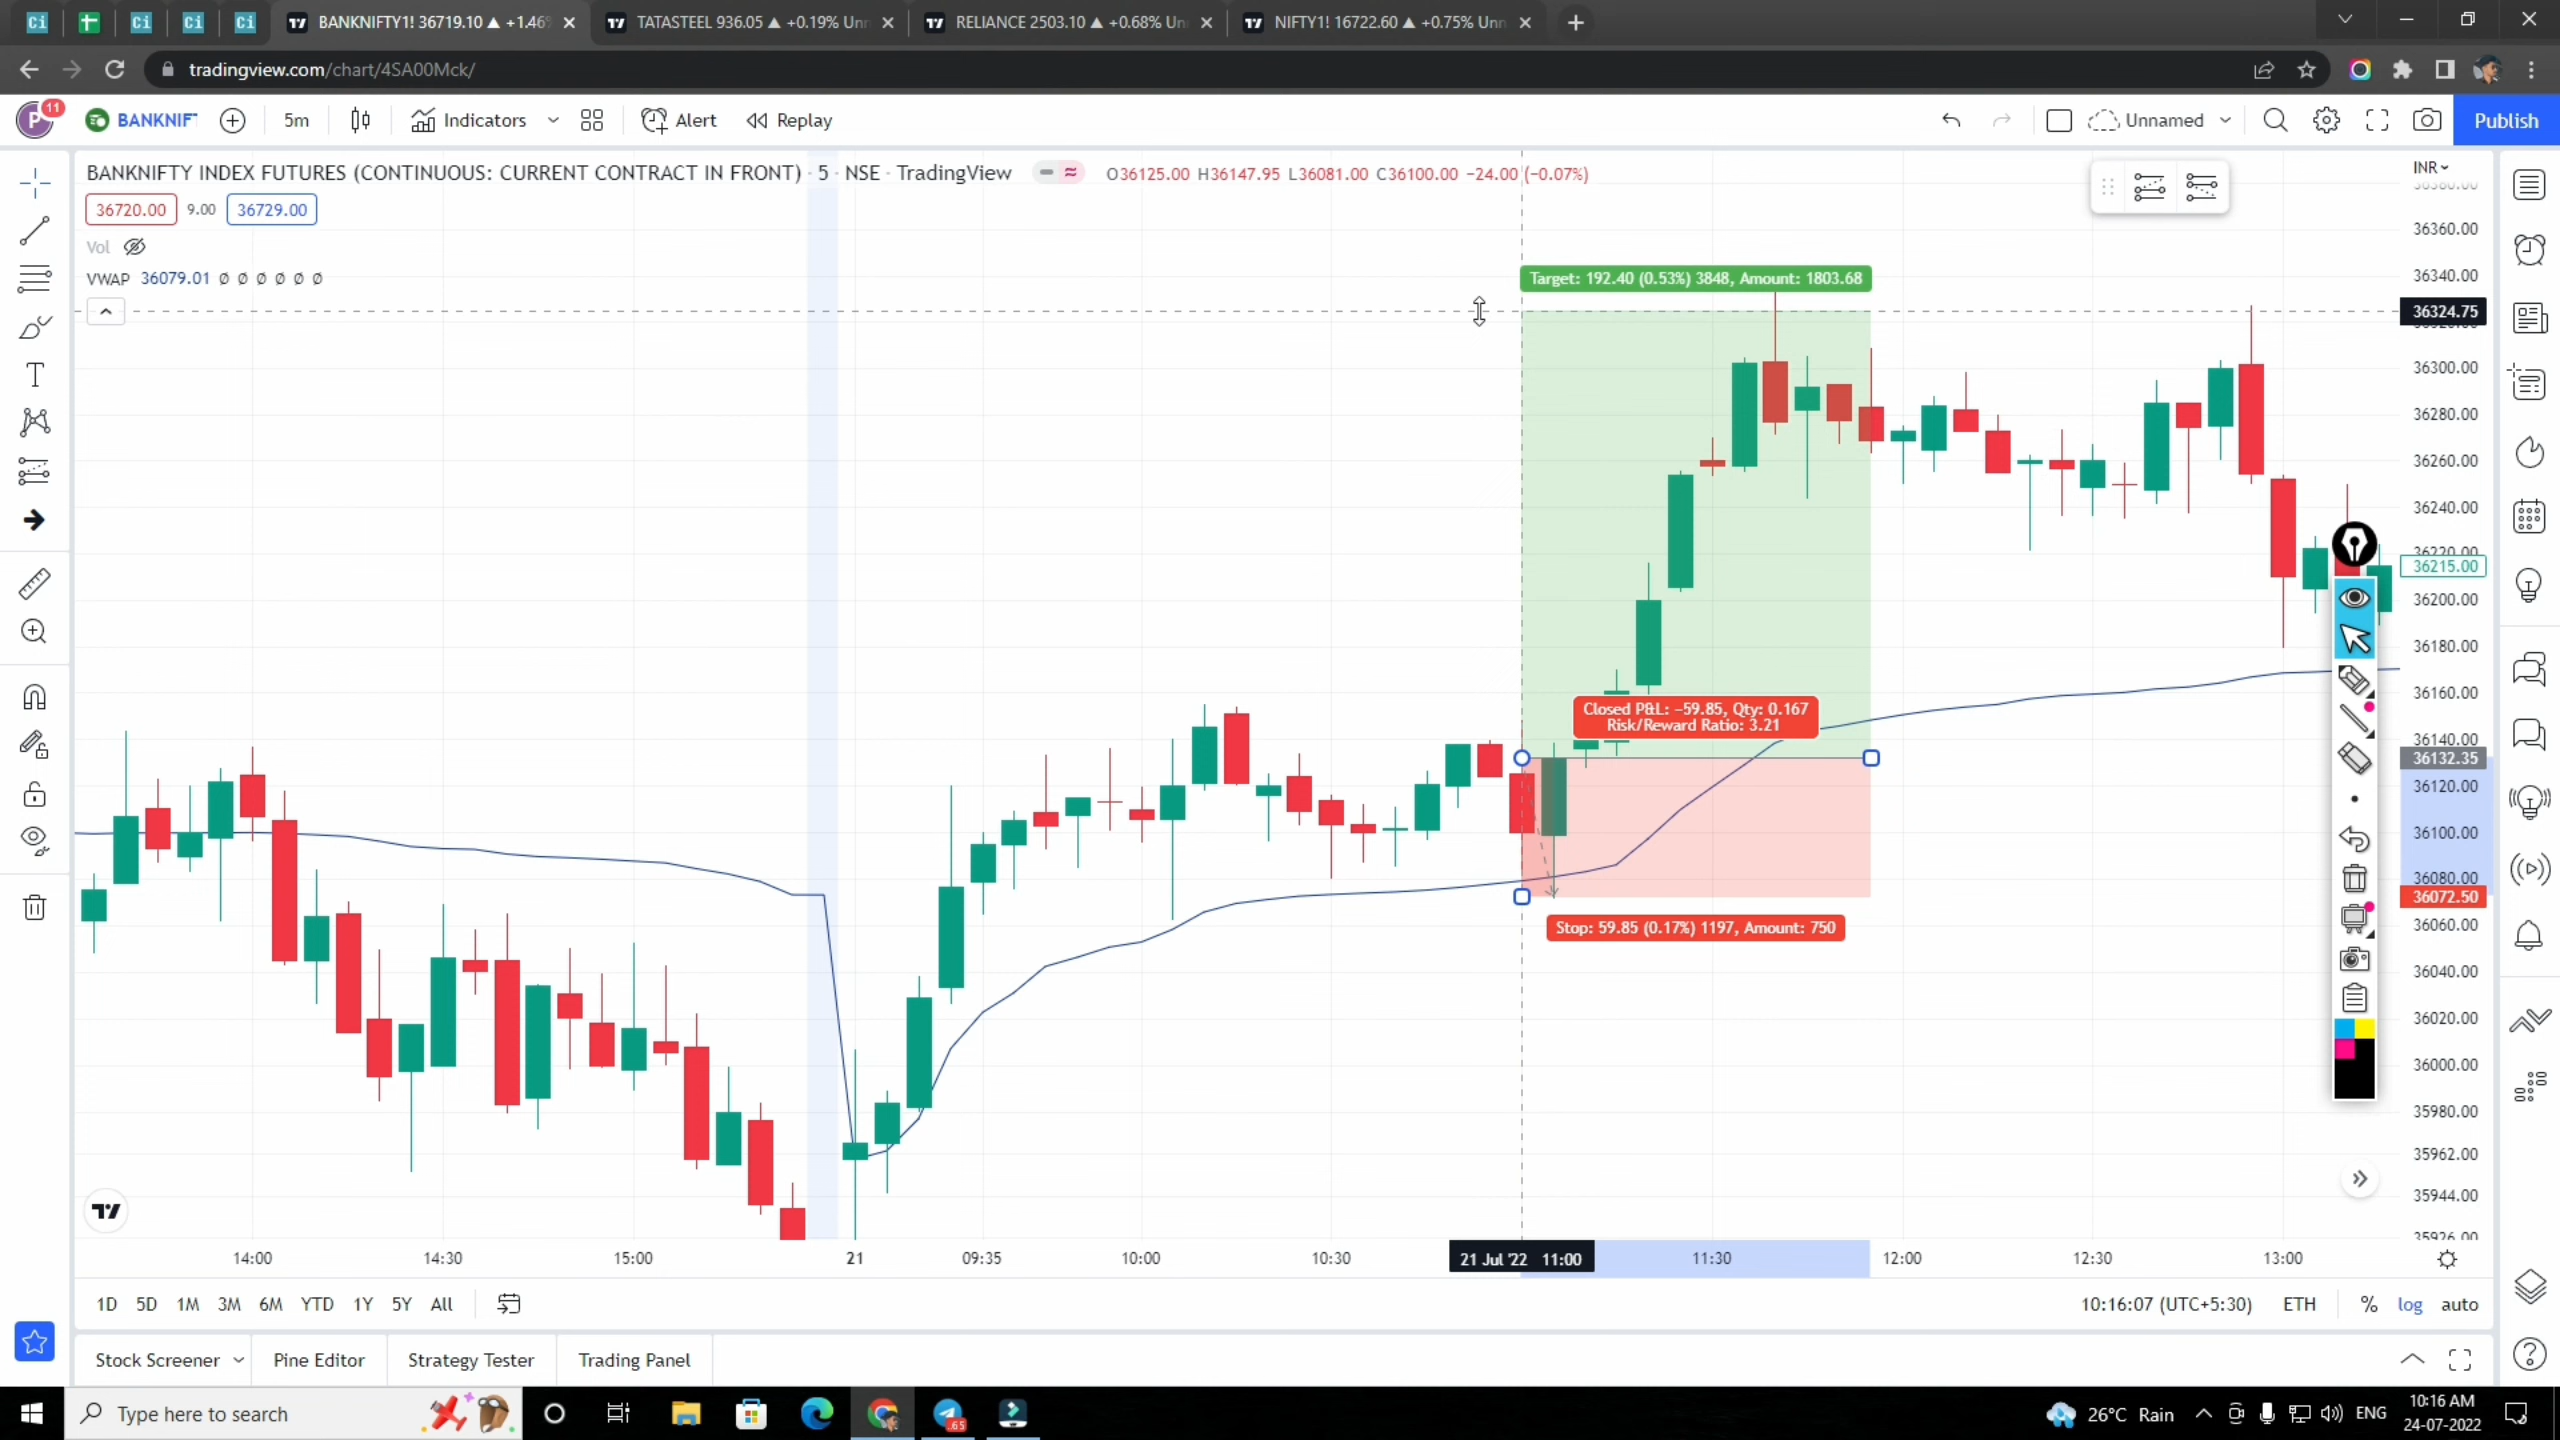 BANKNIFTY1! 36719.10 ▲ +1.46%
TATASTEEL 936.05 ▲ +0.19% Unn
RELIANCE 2503.10 ▲ +0.68% Un
NIFTY1! 16722.60 ▲ +0.75% Unn
tradingview.com/chart/4SA00Mck/
P 11
BANKNIFT
5m
Indicators
Alert
Replay
Unnamed
Publish
BANKNIFTY INDEX FUTURES (CONTINUOUS: CURRENT CONTRACT IN FRONT) · 5 · NSE · TradingView
O36125.00 H36147.95 L36081.00 C36100.00 −24.00 (−0.07%)
INR
36720.00 9.00 36729.00
Vol
VWAP 36079.01 Ø Ø Ø Ø Ø Ø
Target: 192.40 (0.53%) 3848, Amount: 1803.68
Closed P&L: −59.85, Qty: 0.167
Risk/Reward Ratio: 3.21
Stop: 59.85 (0.17%) 1197, Amount: 750
36360.00
36340.00
36324.75
36300.00
36280.00
36260.00
36240.00
36220.00
36215.00
36200.00
36180.00
36160.00
36140.00
36132.35
36120.00
36100.00
36080.00
36072.50
36060.00
36040.00
36020.00
36000.00
35980.00
35962.00
35944.00
35926.00
14:00
14:30
15:00
21
09:35
10:00
10:30
21 Jul '22 11:00
11:30
12:00
12:30
13:00
1D 5D 1M 3M 6M YTD 1Y 5Y All
10:16:07 (UTC+5:30) ETH % log auto
Stock Screener
Pine Editor
Strategy Tester
Trading Panel
Type here to search
65
26°C Rain
ENG
10:16 AM
24-07-2022